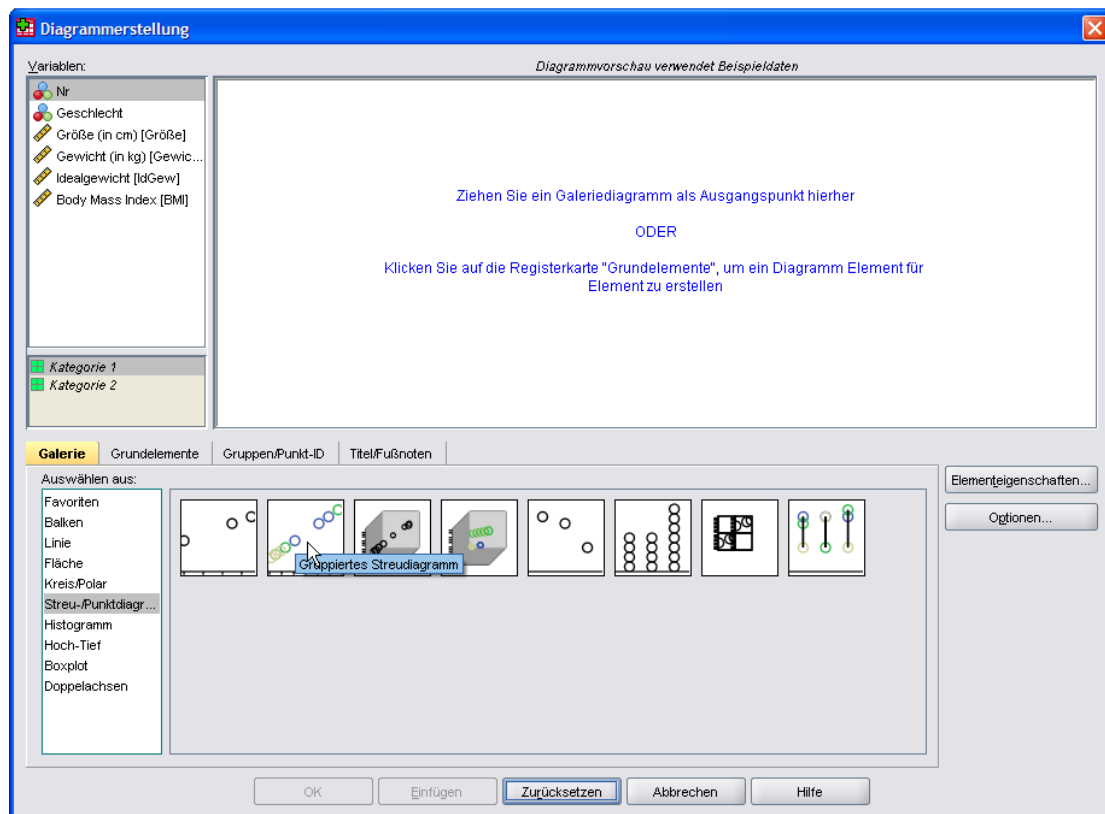 Diagrammerstellung
Variablen:
Diagrammvorschau verwendet Beispieldaten
Nr
Geschlecht
Größe (in cm) [Größe]
Gewicht (in kg) [Gewic...
Idealgewicht [IdGew]
Body Mass Index [BMI]
Ziehen Sie ein Galeriediagramm als Ausgangspunkt hierher
ODER
Klicken Sie auf die Registerkarte "Grundelemente", um ein Diagramm Element für
Element zu erstellen
Kategorie 1
Kategorie 2
Galerie Grundelemente Gruppen/Punkt-ID Titel/Fußnoten
Auswählen aus:
Favoriten
Balken
Linie
Fläche
Kreis/Polar
Streu-/Punktdiagr...
Histogramm
Hoch-Tief
Boxplot
Doppelachsen
Gruppiertes Streudiagramm
Elementeigenschaften...
Optionen...
OK Einfügen Zurücksetzen Abbrechen Hilfe